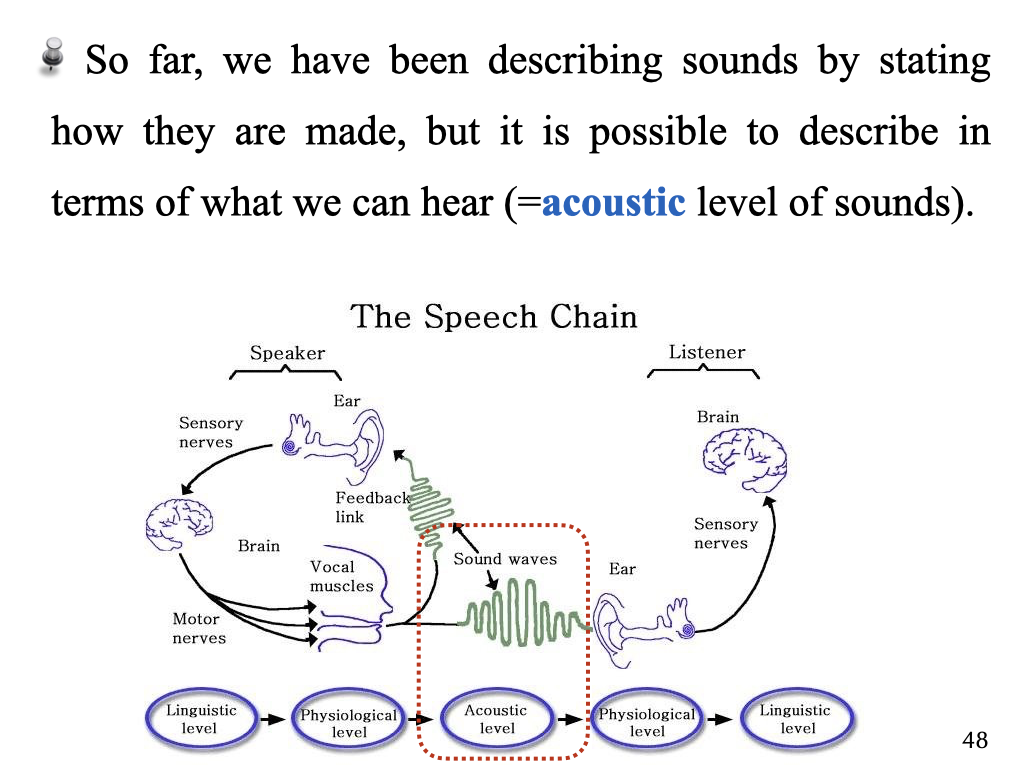 So far, we have been describing sounds by stating
how they are made, but it is possible to describe in
terms of what we can hear (=acoustic level of sounds).
The Speech Chain
Speaker
Listener
Ear
Sensory
nerves
Brain
Feedback
link
Sensory
nerves
Brain
Sound waves
Vocal
muscles
Ear
Motor
nerves
Linguistic
level
Physiological
level
Acoustic
level
Physiological
level
Linguistic
level
48